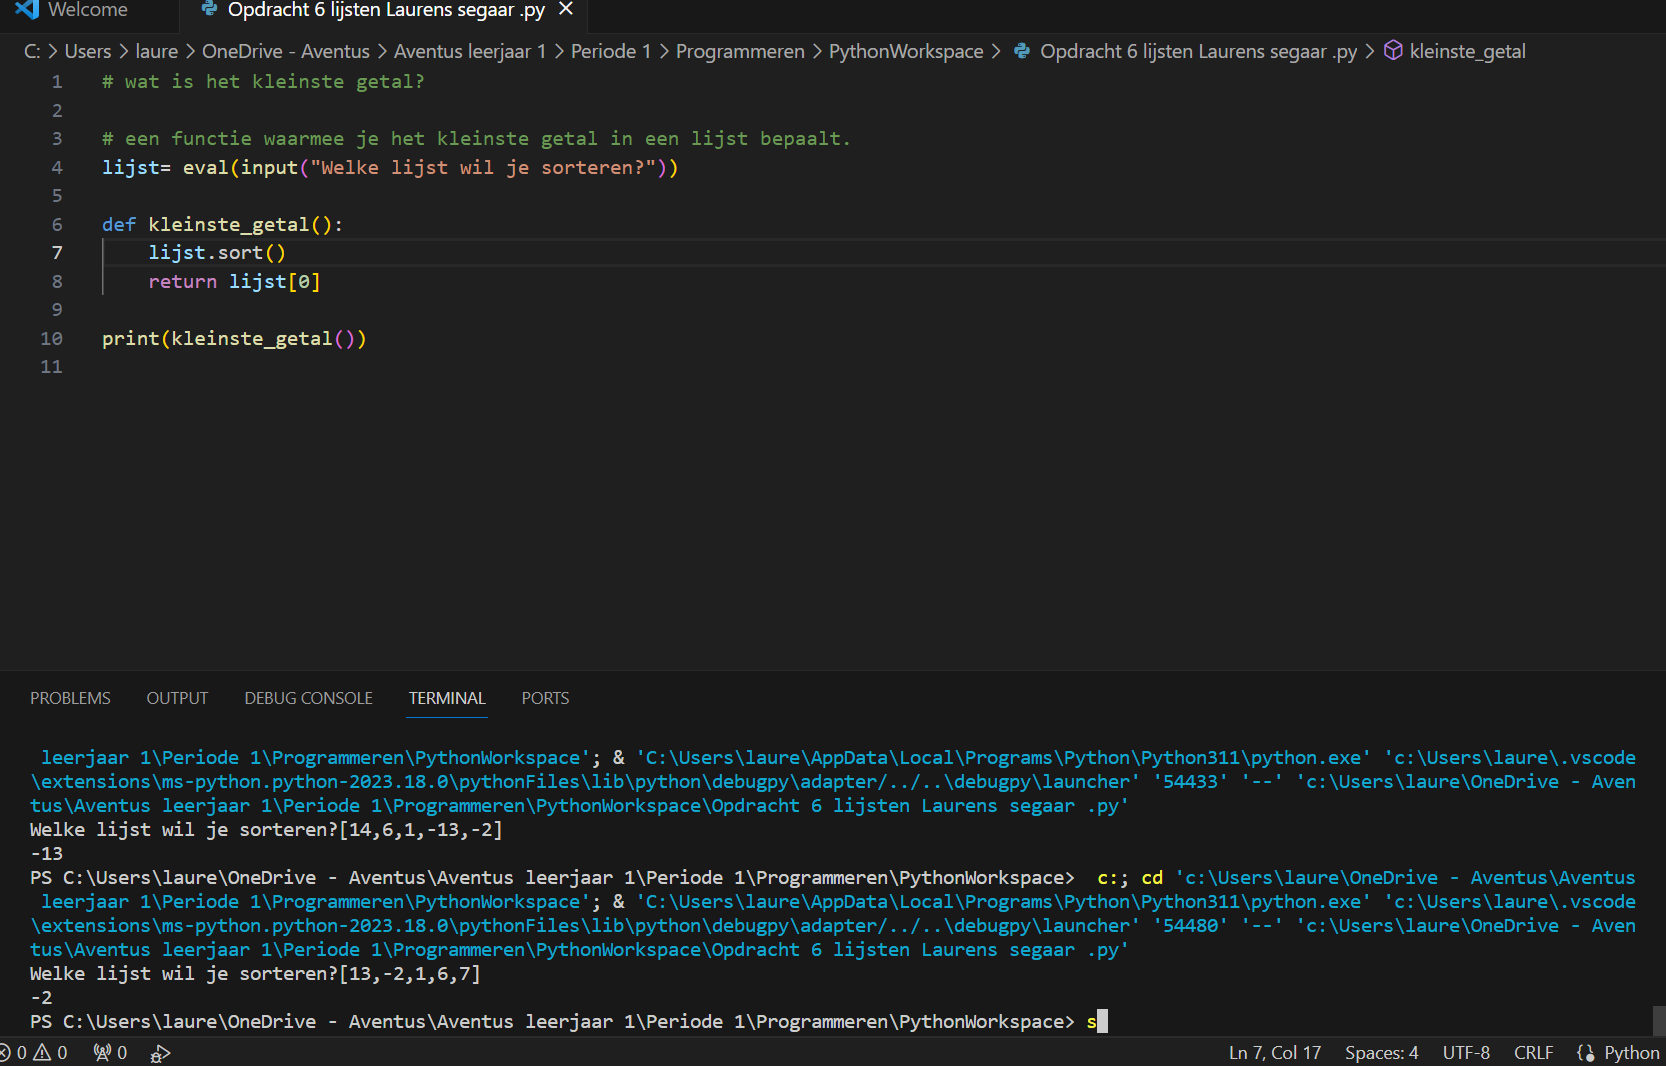 Welcome Opdracht 6 lijsten Laurens segaar .py
C: > Users > laure > OneDrive - Aventus > Aventus leerjaar 1 > Periode 1 > Programmeren > PythonWorkspace > Opdracht 6 lijsten Laurens segaar .py > kleinste_getal
1 # wat is het kleinste getal?
2
3 # een functie waarmee je het kleinste getal in een lijst bepaalt.
4 lijst= eval(input("Welke lijst wil je sorteren?"))
5
6 def kleinste_getal():
7     lijst.sort()
8     return lijst[0]
9
10 print(kleinste_getal())
11
PROBLEMS OUTPUT DEBUG CONSOLE TERMINAL PORTS
 leerjaar 1\Periode 1\Programmeren\PythonWorkspace'; & 'C:\Users\laure\AppData\Local\Programs\Python\Python311\python.exe' 'c:\Users\laure\.vscode
\extensions\ms-python.python-2023.18.0\pythonFiles\lib\python\debugpy\adapter/../..\debugpy\launcher' '54433' '--' 'c:\Users\laure\OneDrive - Aven
tus\Aventus leerjaar 1\Periode 1\Programmeren\PythonWorkspace\Opdracht 6 lijsten Laurens segaar .py'
Welke lijst wil je sorteren?[14,6,1,-13,-2]
-13
PS C:\Users\laure\OneDrive - Aventus\Aventus leerjaar 1\Periode 1\Programmeren\PythonWorkspace>  c:; cd 'c:\Users\laure\OneDrive - Aventus\Aventus
 leerjaar 1\Periode 1\Programmeren\PythonWorkspace'; & 'C:\Users\laure\AppData\Local\Programs\Python\Python311\python.exe' 'c:\Users\laure\.vscode
\extensions\ms-python.python-2023.18.0\pythonFiles\lib\python\debugpy\adapter/../..\debugpy\launcher' '54480' '--' 'c:\Users\laure\OneDrive - Aven
tus\Aventus leerjaar 1\Periode 1\Programmeren\PythonWorkspace\Opdracht 6 lijsten Laurens segaar .py'
Welke lijst wil je sorteren?[13,-2,1,6,7]
-2
PS C:\Users\laure\OneDrive - Aventus\Aventus leerjaar 1\Periode 1\Programmeren\PythonWorkspace> s
0 0 0 Ln 7, Col 17 Spaces: 4 UTF-8 CRLF Python